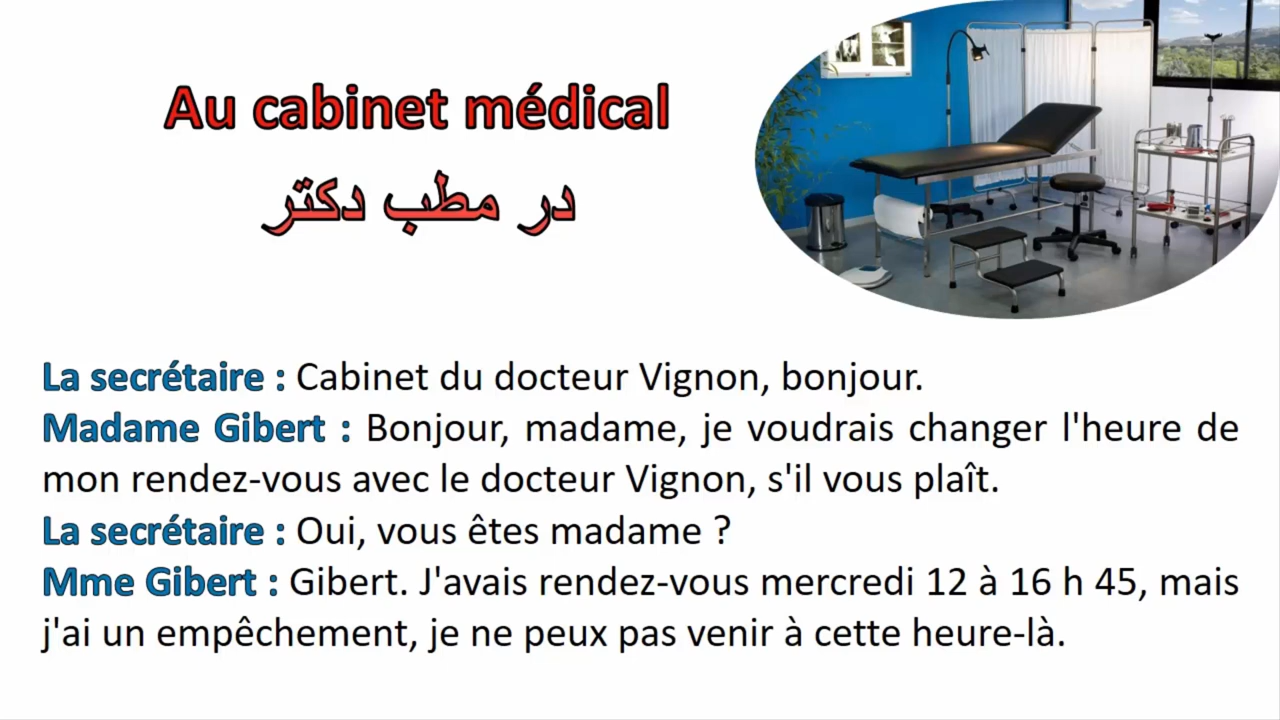 Au cabinet médical
در مطب دکتر
La secrétaire : Cabinet du docteur Vignon, bonjour.
Madame Gibert : Bonjour, madame, je voudrais changer l'heure de
mon rendez-vous avec le docteur Vignon, s'il vous plaît.
La secrétaire : Oui, vous êtes madame ?
Mme Gibert : Gibert. J'avais rendez-vous mercredi 12 à 16 h 45, mais
j'ai un empêchement, je ne peux pas venir à cette heure-là.